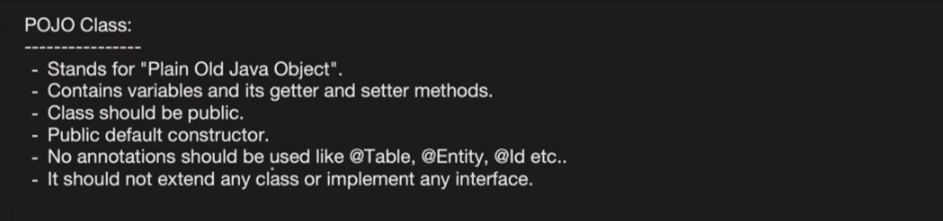 POJO Class:
----------------
- Stands for "Plain Old Java Object".
- Contains variables and its getter and setter methods.
- Class should be public.
- Public default constructor.
- No annotations should be used like @Table, @Entity, @Id etc..
- It should not extend any class or implement any interface.